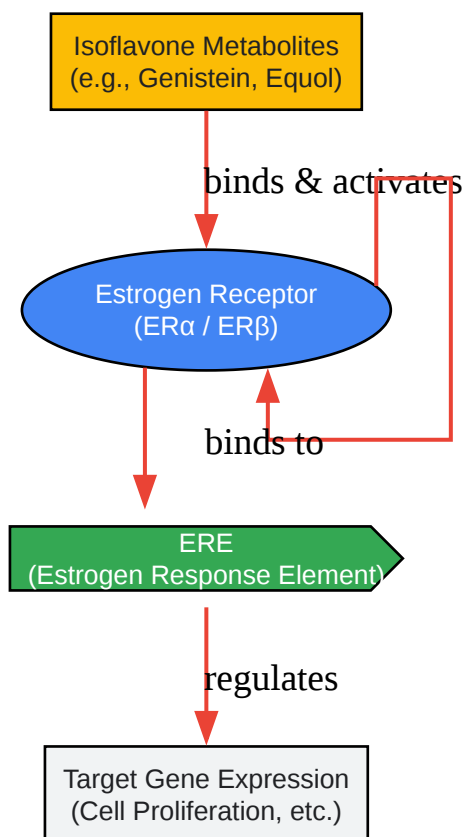 Isoflavone Metabolites
(e.g., Genistein, Equol)
binds & activates
Estrogen Receptor
(ERα / ERβ)
binds to
ERE
(Estrogen Response Element)
regulates
Target Gene Expression
(Cell Proliferation, etc.)